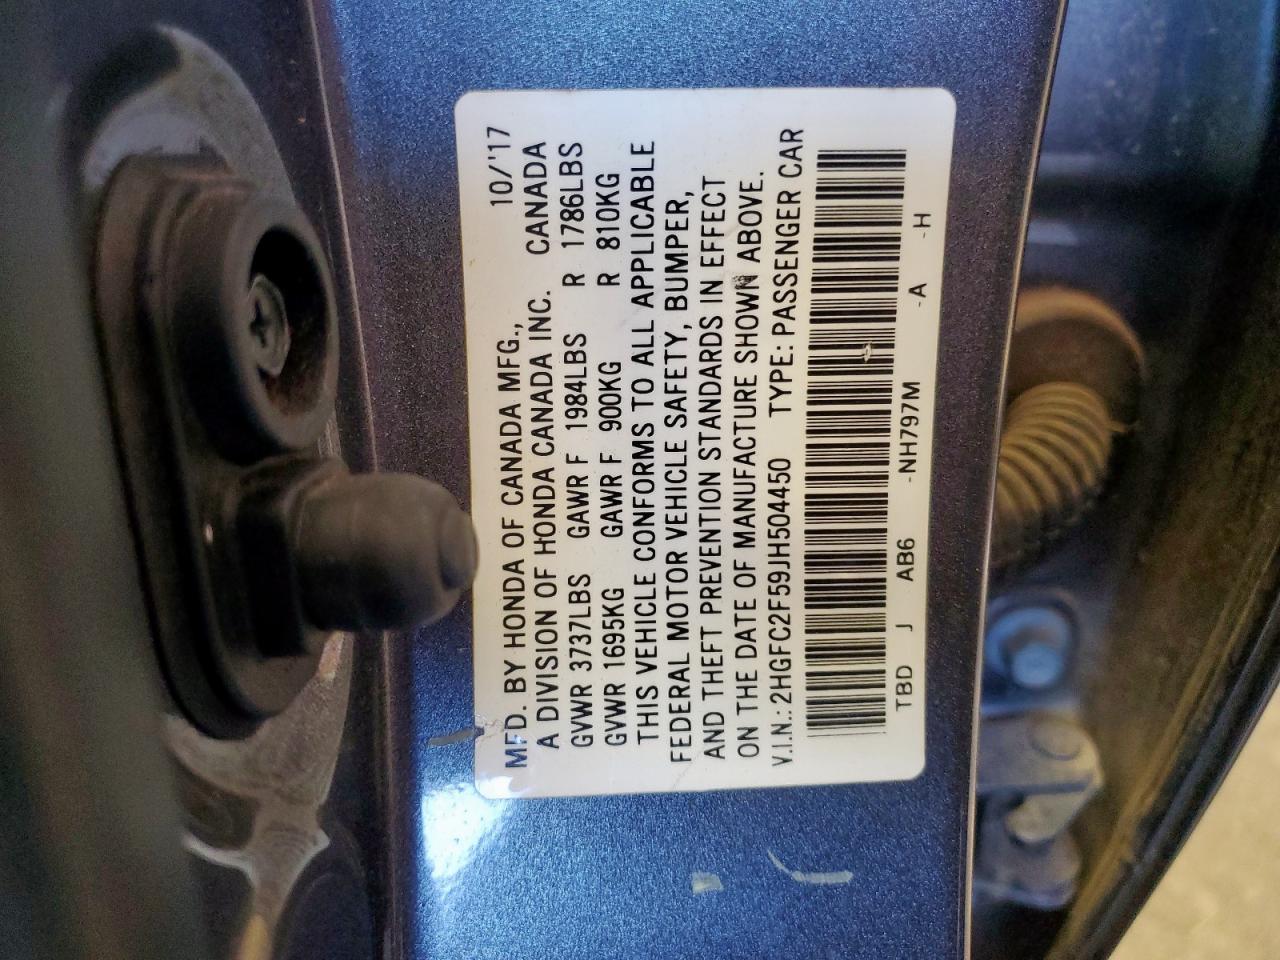 MFD. BY HONDA OF CANADA MFG., 10/'17
A DIVISION OF HONDA CANADA INC. CANADA
GVWR 3737LBS GAWR F 1984LBS R 1786LBS
GVWR 1695KG GAWR F 900KG R 810KG
THIS VEHICLE CONFORMS TO ALL APPLICABLE
FEDERAL MOTOR VEHICLE SAFETY, BUMPER,
AND THEFT PREVENTION STANDARDS IN EFFECT
ON THE DATE OF MANUFACTURE SHOWN ABOVE.
V.I.N.: 2HGFC2F59JH504450 TYPE: PASSENGER CAR
TBD J AB6 -NH797M -A -H